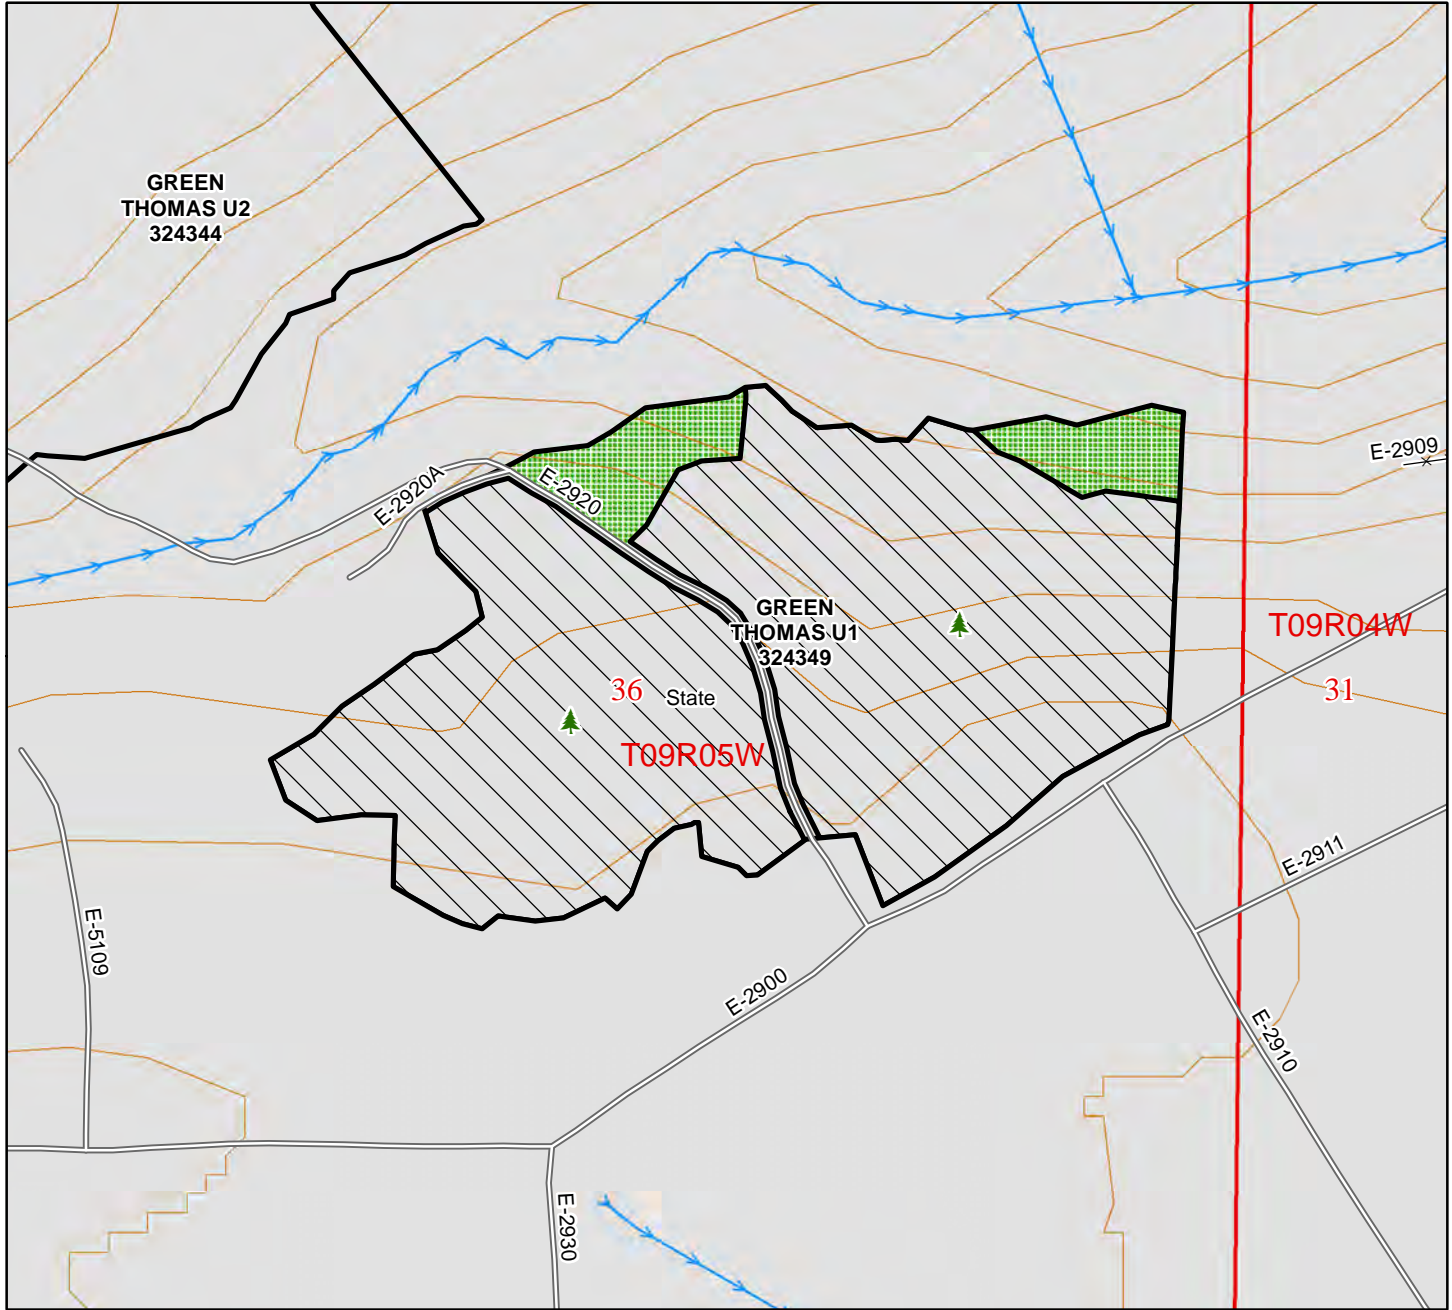 GREEN
THOMAS U2
324344
E-2909
E-2920A
E-2920
GREEN
THOMAS U1
324349
T09R04W
36
State
31
T09R05W
E-2911
E-5109
E-2900
E-2910
E-2930